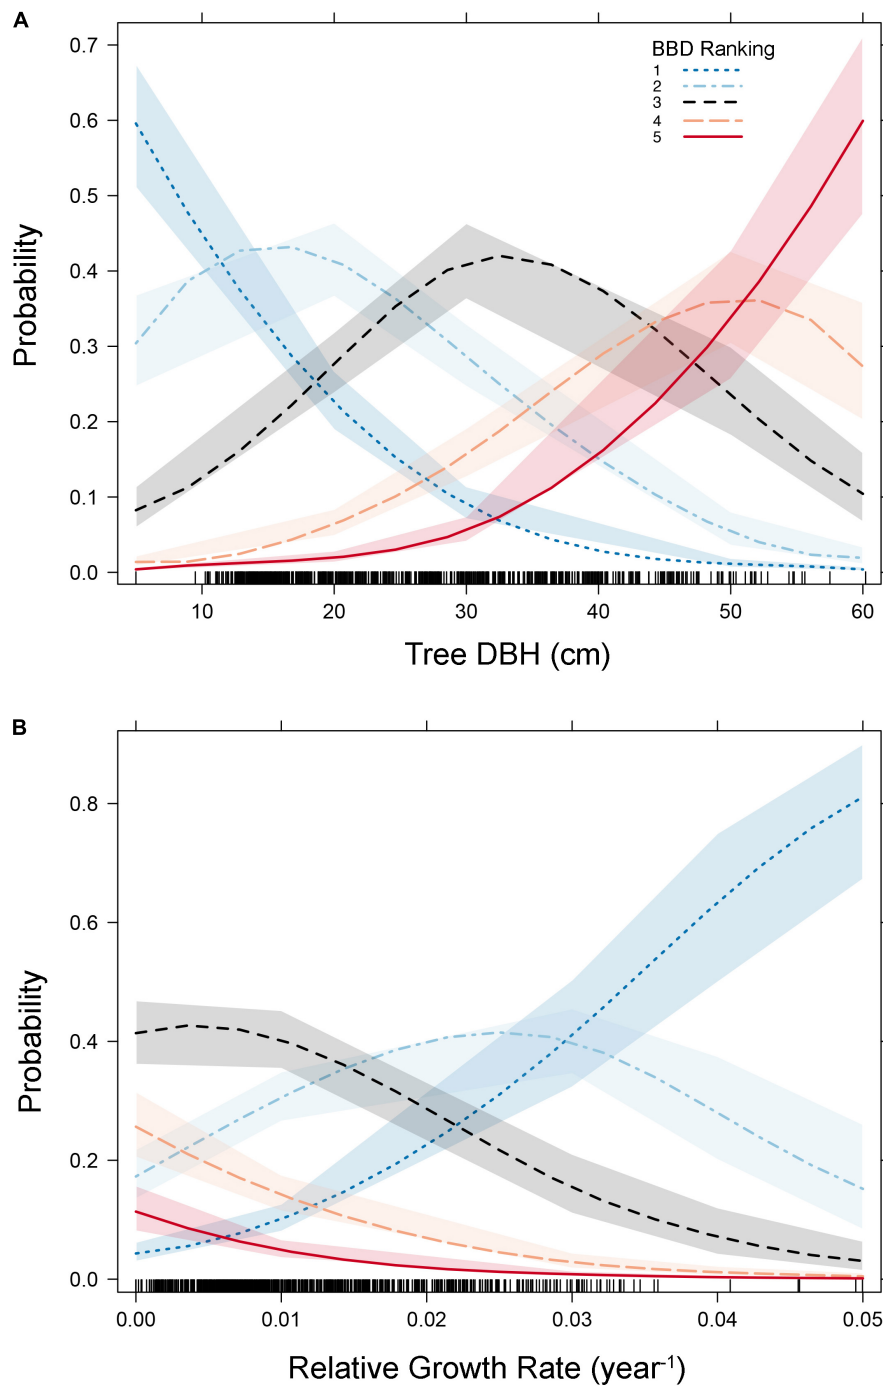 A
0.7
0.6
0.5
0.4
0.3
0.2
0.1
0.0
Probability
BBD Ranking
1
2
3
4
5
10 20 30 40 50 60
Tree DBH (cm)
B
0.8
0.6
0.4
0.2
0.0
Probability
0.00 0.01 0.02 0.03 0.04 0.05
Relative Growth Rate (year⁻¹)